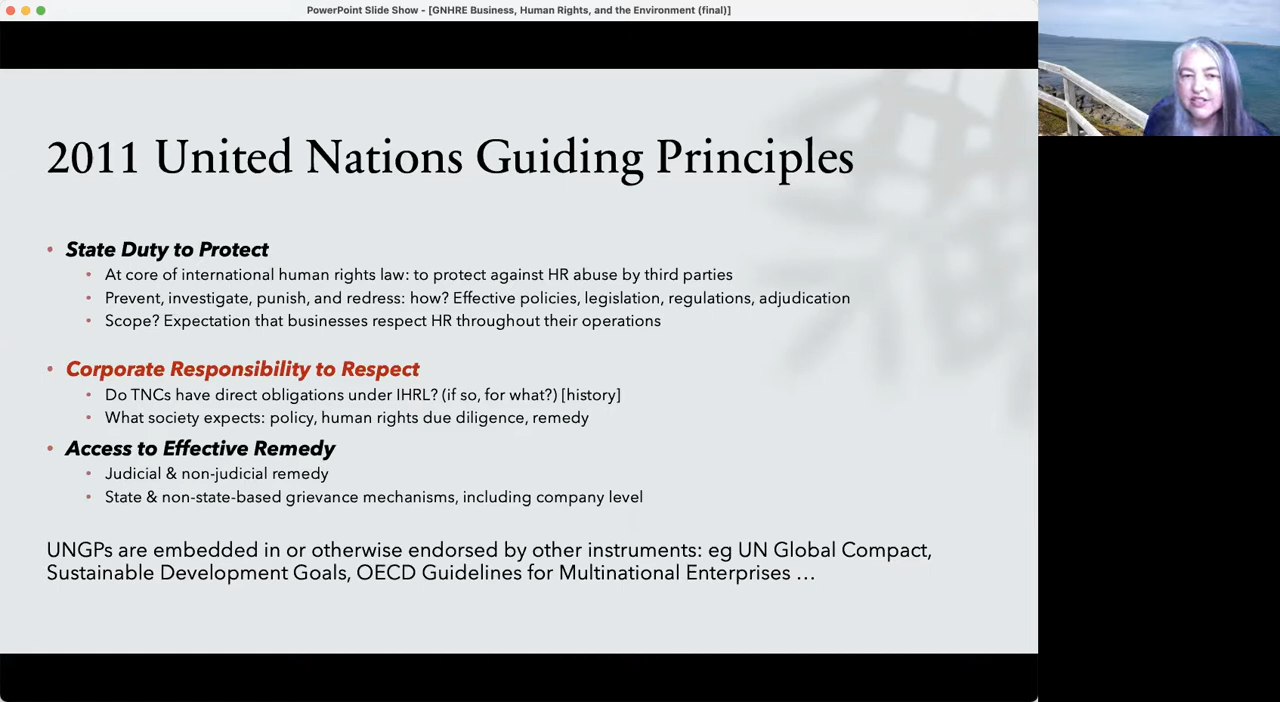 PowerPoint Slide Show - [GNHRE Business, Human Rights, and the Environment (final)]
2011 United Nations Guiding Principles
• State Duty to Protect
• At core of international human rights law: to protect against HR abuse by third parties
• Prevent, investigate, punish, and redress: how? Effective policies, legislation, regulations, adjudication
• Scope? Expectation that businesses respect HR throughout their operations
• Corporate Responsibility to Respect
• Do TNCs have direct obligations under IHRL? (if so, for what?) [history]
• What society expects: policy, human rights due diligence, remedy
• Access to Effective Remedy
• Judicial & non-judicial remedy
• State & non-state-based grievance mechanisms, including company level
UNGPs are embedded in or otherwise endorsed by other instruments: eg UN Global Compact,
Sustainable Development Goals, OECD Guidelines for Multinational Enterprises …